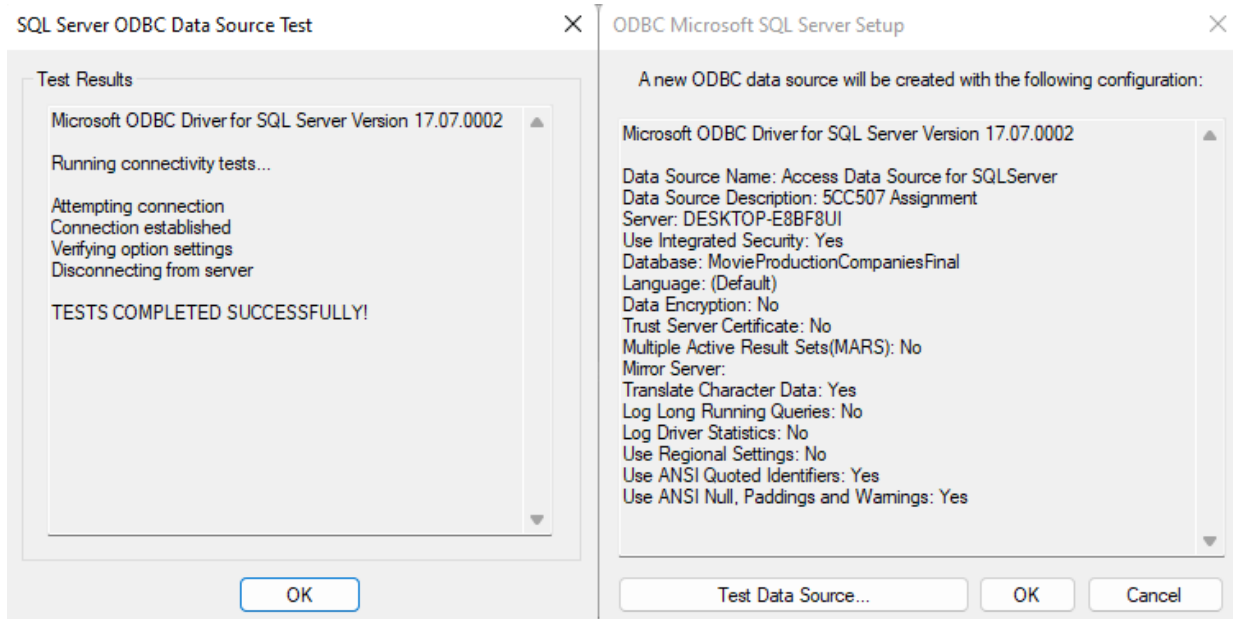 SQL Server ODBC Data Source Test
Test Results
Microsoft ODBC Driver for SQL Server Version 17.07.0002
Running connectivity tests...
Attempting connection
Connection established
Verifying option settings
Disconnecting from server
TESTS COMPLETED SUCCESSFULLY!
OK
ODBC Microsoft SQL Server Setup
A new ODBC data source will be created with the following configuration:
Microsoft ODBC Driver for SQL Server Version 17.07.0002
Data Source Name: Access Data Source for SQLServer
Data Source Description: 5CC507 Assignment
Server: DESKTOP-E8BF8UI
Use Integrated Security: Yes
Database: MovieProductionCompaniesFinal
Language: (Default)
Data Encryption: No
Trust Server Certificate: No
Multiple Active Result Sets(MARS): No
Mirror Server:
Translate Character Data: Yes
Log Long Running Queries: No
Log Driver Statistics: No
Use Regional Settings: No
Use ANSI Quoted Identifiers: Yes
Use ANSI Null, Paddings and Warnings: Yes
Test Data Source...
OK
Cancel